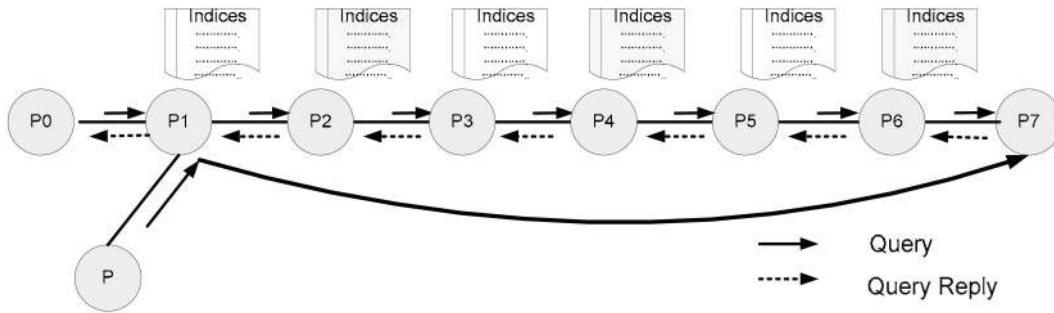 Indices Indices Indices Indices Indices Indices
P0 P1 P2 P3 P4 P5 P6 P7
P
Query
Query Reply